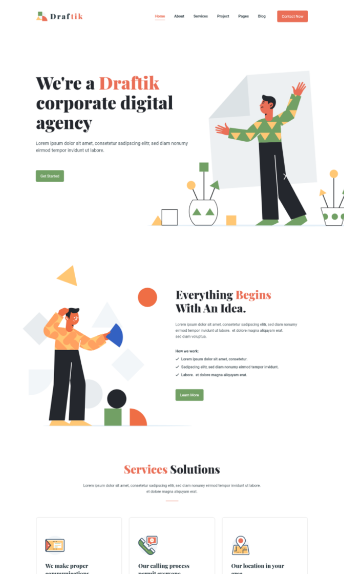 Draftik
Home About Services Project Pages Blog Contact Now
We're a Draftik
corporate digital
agency
Lorem ipsum dolor sit amet, consetetur sadipscing elitr, sed diam nonumy
eirmod tempor invidunt ut labore.
Get Started
Everything Begins
With An Idea.
Lorem ipsum dolor sit amet, consetetur sadipscing elitr, sed diam nonumy
eirmod tempor invidunt ut labore et dolore magna aliquyam erat,
sed diam voluptua.
How we work:
Lorem ipsum dolor sit amet, consetetur.
Sadipscing elitr, sed diam nonumy eirmod tempor invidunt.
Labore et dolore magna aliquyam erat.
Learn More
Services Solutions
Lorem ipsum dolor sit amet, consetetur sadipscing elitr, sed diam nonumy eirmod tempor invidunt ut labore
et dolore magna aliquyam erat
We make proper
Our calling process
Our location in your